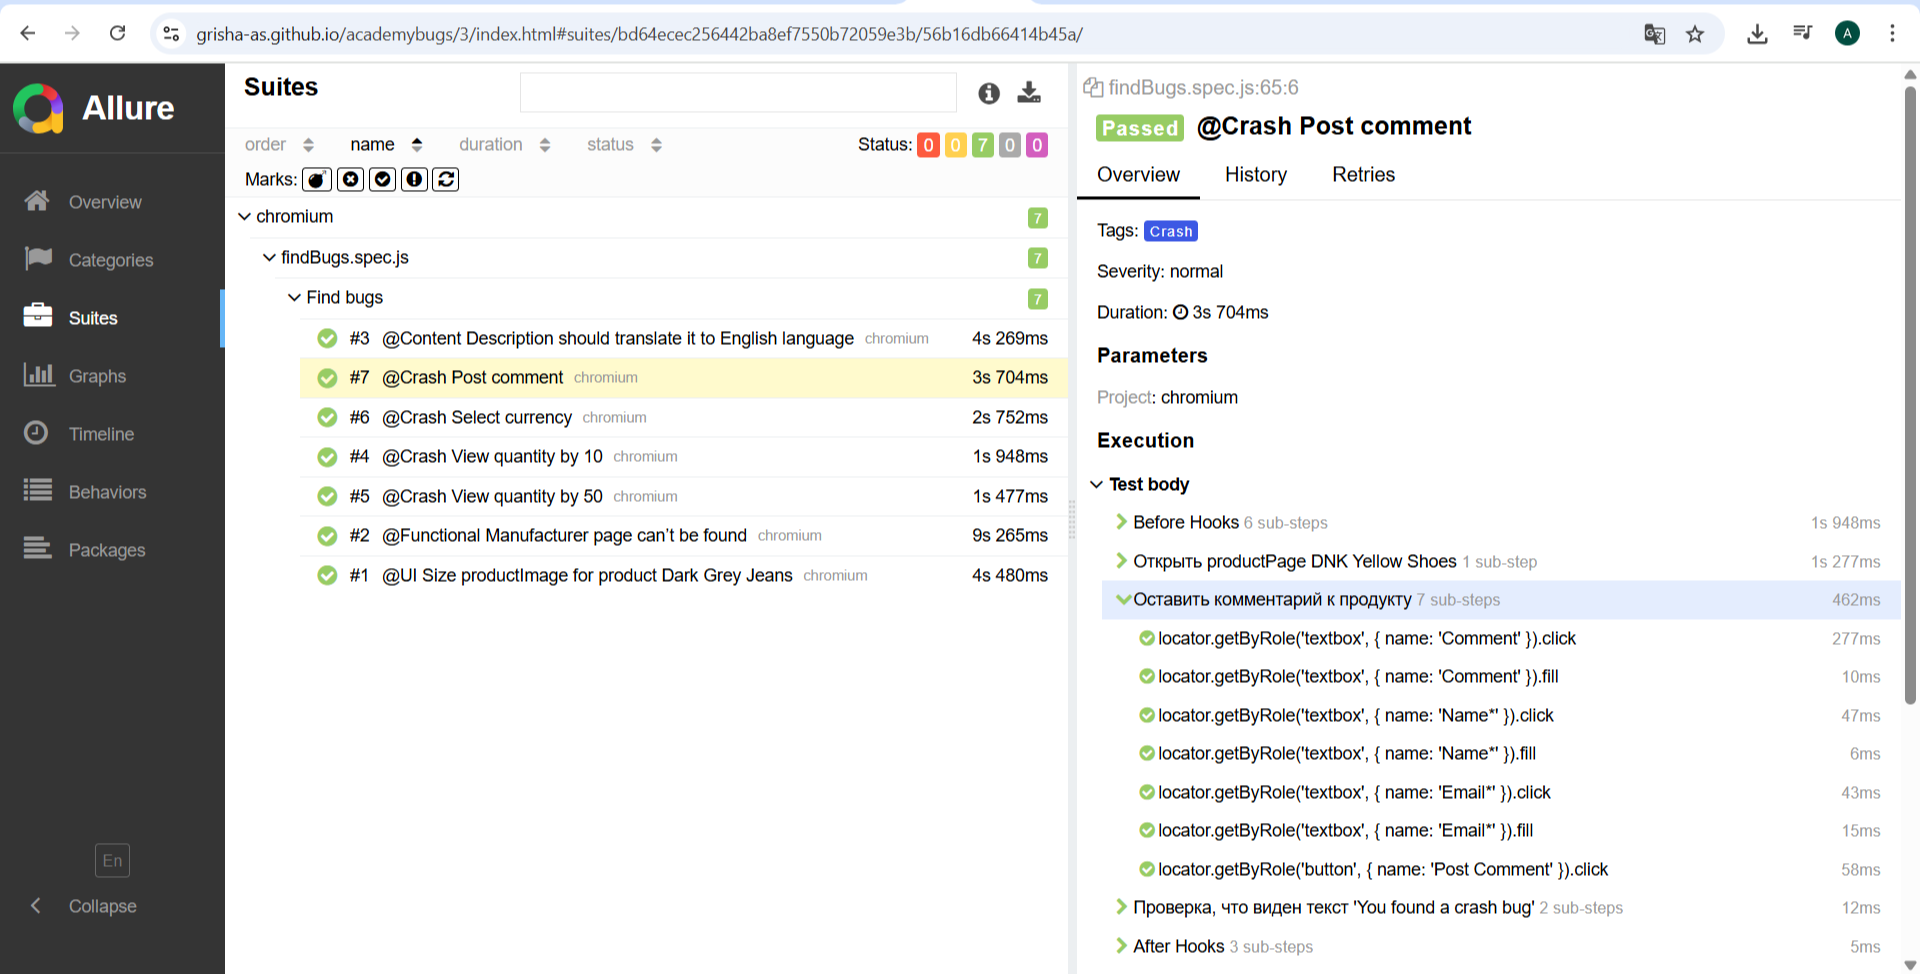 grisha-as.github.io/academybugs/3/index.html#suites/bd64ecec256442ba8ef7550b72059e3b/56b16db66414b45a/
A
Allure
Overview
Categories
Suites
Graphs
Timeline
Behaviors
Packages
En
Collapse
Suites
order name duration status Status: 0 0 7 0 0
Marks:
chromium 7
findBugs.spec.js 7
Find bugs 7
#3 @Content Description should translate it to English language chromium 4s 269ms
#7 @Crash Post comment chromium 3s 704ms
#6 @Crash Select currency chromium 2s 752ms
#4 @Crash View quantity by 10 chromium 1s 948ms
#5 @Crash View quantity by 50 chromium 1s 477ms
#2 @Functional Manufacturer page can't be found chromium 9s 265ms
#1 @UI Size productImage for product Dark Grey Jeans chromium 4s 480ms
findBugs.spec.js:65:6
Passed @Crash Post comment
Overview History Retries
Tags: Crash
Severity: normal
Duration: 3s 704ms
Parameters
Project: chromium
Execution
Test body
Before Hooks 6 sub-steps 1s 948ms
Открыть productPage DNK Yellow Shoes 1 sub-step 1s 277ms
Оставить комментарий к продукту 7 sub-steps 462ms
locator.getByRole('textbox', { name: 'Comment' }).click 277ms
locator.getByRole('textbox', { name: 'Comment' }).fill 10ms
locator.getByRole('textbox', { name: 'Name*' }).click 47ms
locator.getByRole('textbox', { name: 'Name*' }).fill 6ms
locator.getByRole('textbox', { name: 'Email*' }).click 43ms
locator.getByRole('textbox', { name: 'Email*' }).fill 15ms
locator.getByRole('button', { name: 'Post Comment' }).click 58ms
Проверка, что виден текст 'You found a crash bug' 2 sub-steps 12ms
After Hooks 3 sub-steps 5ms